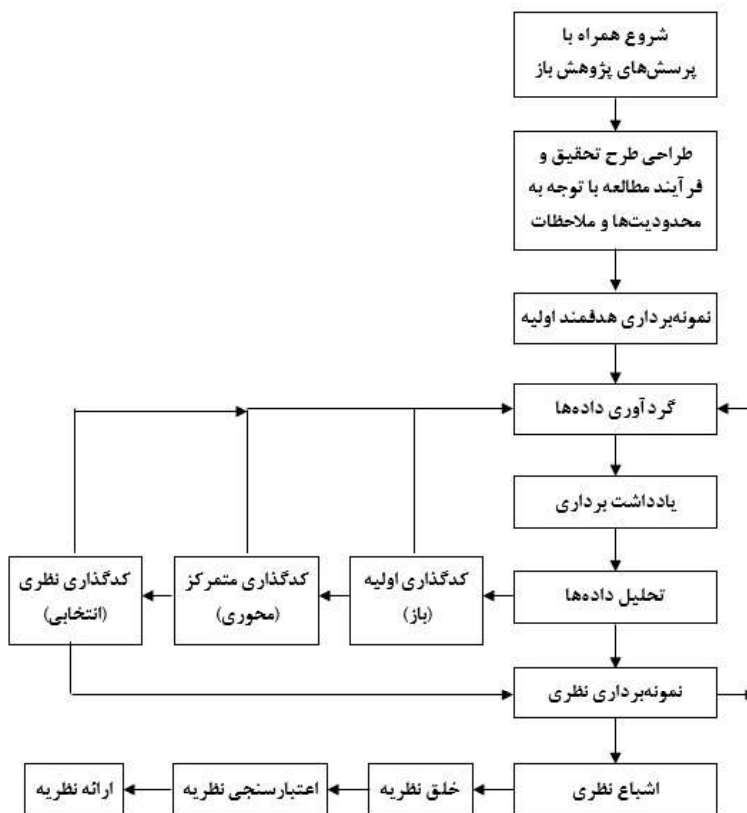 شروع همراه با
پرسش‌های پژوهش باز
طراحی طرح تحقیق و
فرآیند مطالعه با توجه به
محدودیت‌ها و ملاحظات
نمونه‌برداری هدفمند اولیه
گردآوری داده‌ها
یادداشت برداری
تحلیل داده‌ها
کدگذاری اولیه
(باز)
کدگذاری متمرکز
(محوری)
کدگذاری نظری
(انتخابی)
نمونه‌برداری نظری
اشباع نظری
خلق نظریه
اعتبارسنجی نظریه
ارائه نظریه